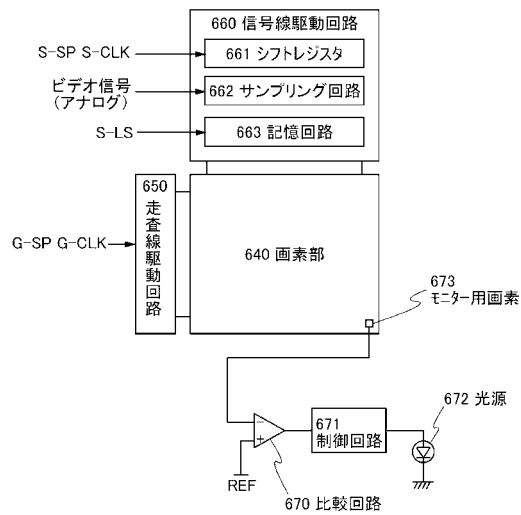 660 信号線駆動回路
S-SP S-CLK
661 シフトレジスタ
ビデオ信号
(アナログ)
662 サンプリング回路
S-LS
663 記憶回路
650
走査線駆動回路
G-SP G-CLK
640 画素部
673
モニター用画素
672 光源
671
制御回路
−
+
REF
670 比較回路